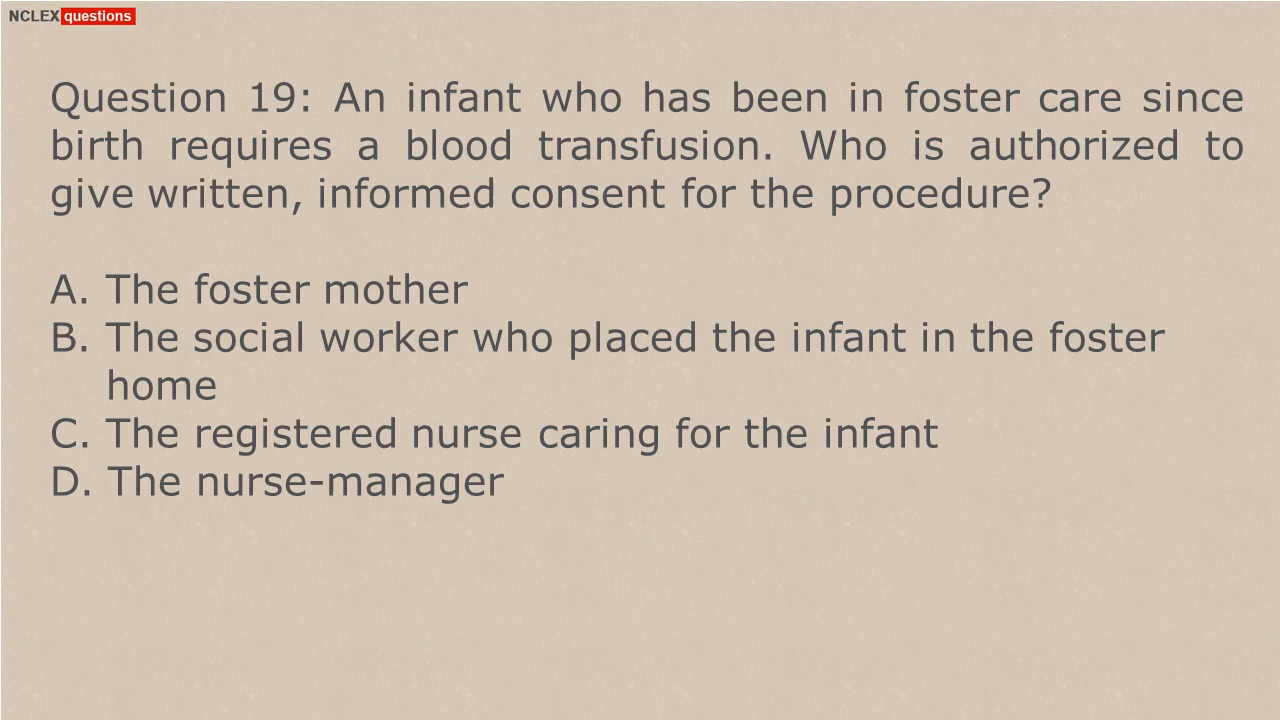 NCLEX questions
Question 19: An infant who has been in foster care since
birth requires a blood transfusion. Who is authorized to
give written, informed consent for the procedure?
A. The foster mother
B. The social worker who placed the infant in the foster
home
C. The registered nurse caring for the infant
D. The nurse-manager